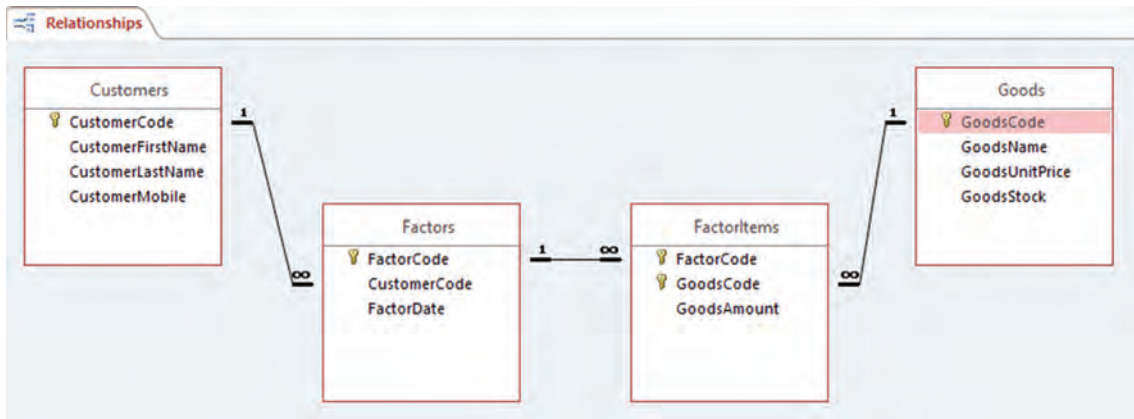 Relationships
Customers
CustomerCode
CustomerFirstName
CustomerLastName
CustomerMobile
1
∞
Factors
FactorCode
CustomerCode
FactorDate
1
∞
FactorItems
FactorCode
GoodsCode
GoodsAmount
∞
1
Goods
GoodsCode
GoodsName
GoodsUnitPrice
GoodsStock